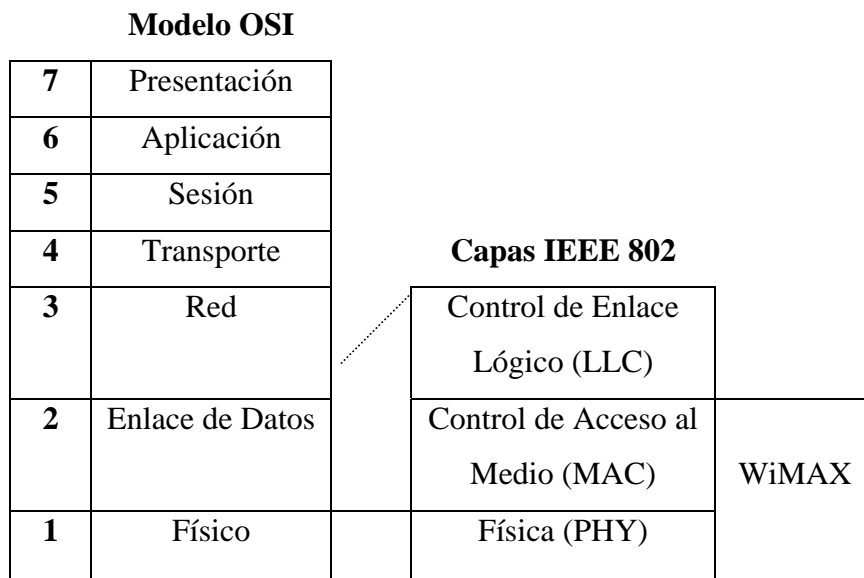 Modelo OSI
7 Presentación
6 Aplicación
5 Sesión
4 Transporte
Capas IEEE 802
3 Red
Control de Enlace
Lógico (LLC)
2 Enlace de Datos
Control de Acceso al
Medio (MAC)
WiMAX
1 Físico
Física (PHY)